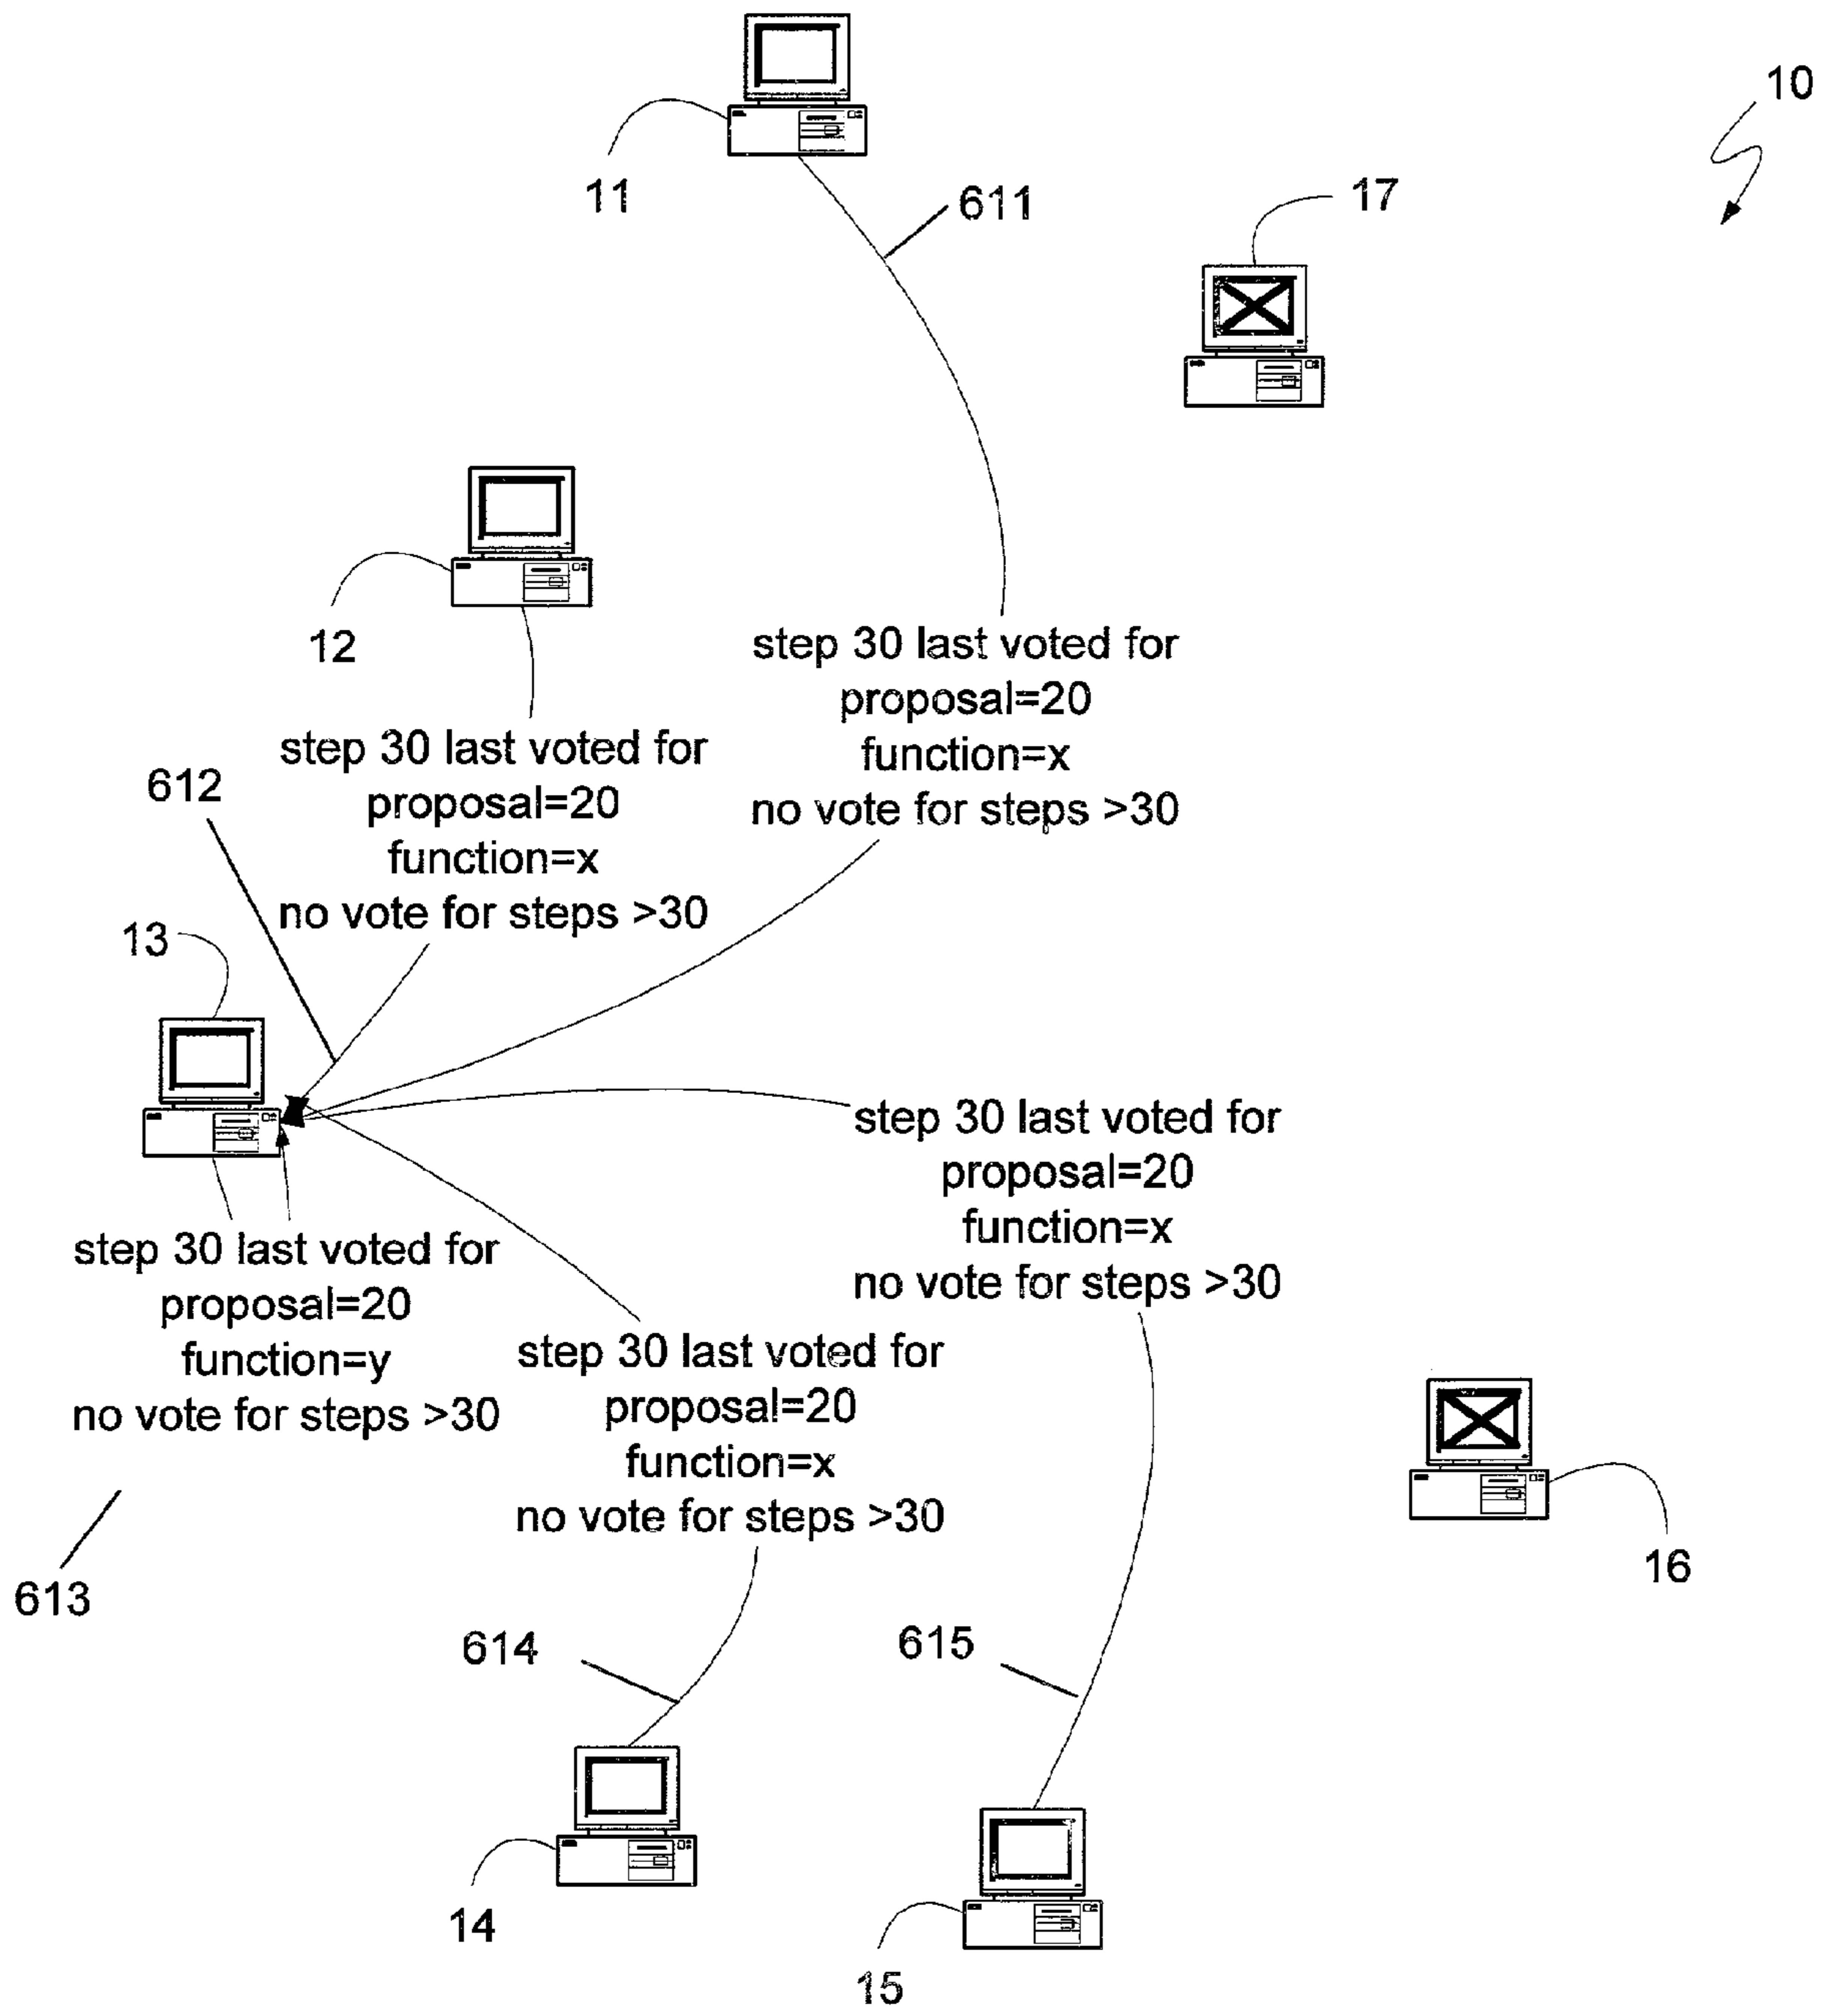 10
11
611
17
12
step 30 last voted for
proposal=20
function=x
no vote for steps >30
step 30 last voted for
proposal=20
function=x
no vote for steps >30
612
13
step 30 last voted for
proposal=20
function=x
no vote for steps >30
step 30 last voted for
proposal=20
function=y
no vote for steps >30
step 30 last voted for
proposal=20
function=x
no vote for steps >30
16
613
614
615
14
15